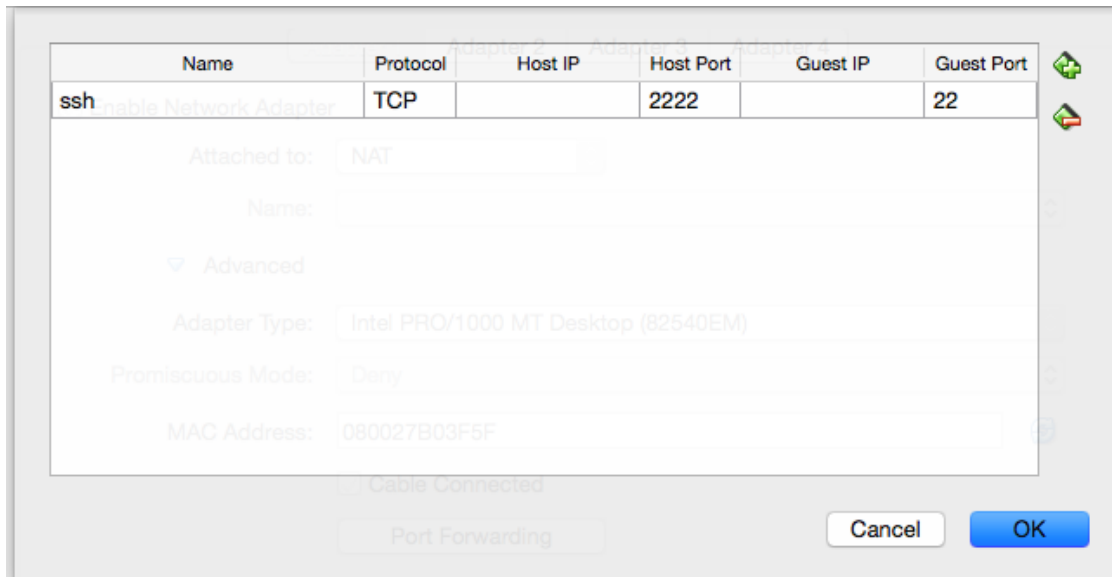 Adapter 2 Adapter 3 Adapter 4
Name Protocol Host IP Host Port Guest IP Guest Port
ssh TCP 2222 22
Enable Network Adapter
Attached to: NAT
Name:
Advanced
Adapter Type: Intel PRO/1000 MT Desktop (82540EM)
Promiscuous Mode: Deny
MAC Address: 080027B03F5F
Cable Connected
Port Forwarding
Cancel OK